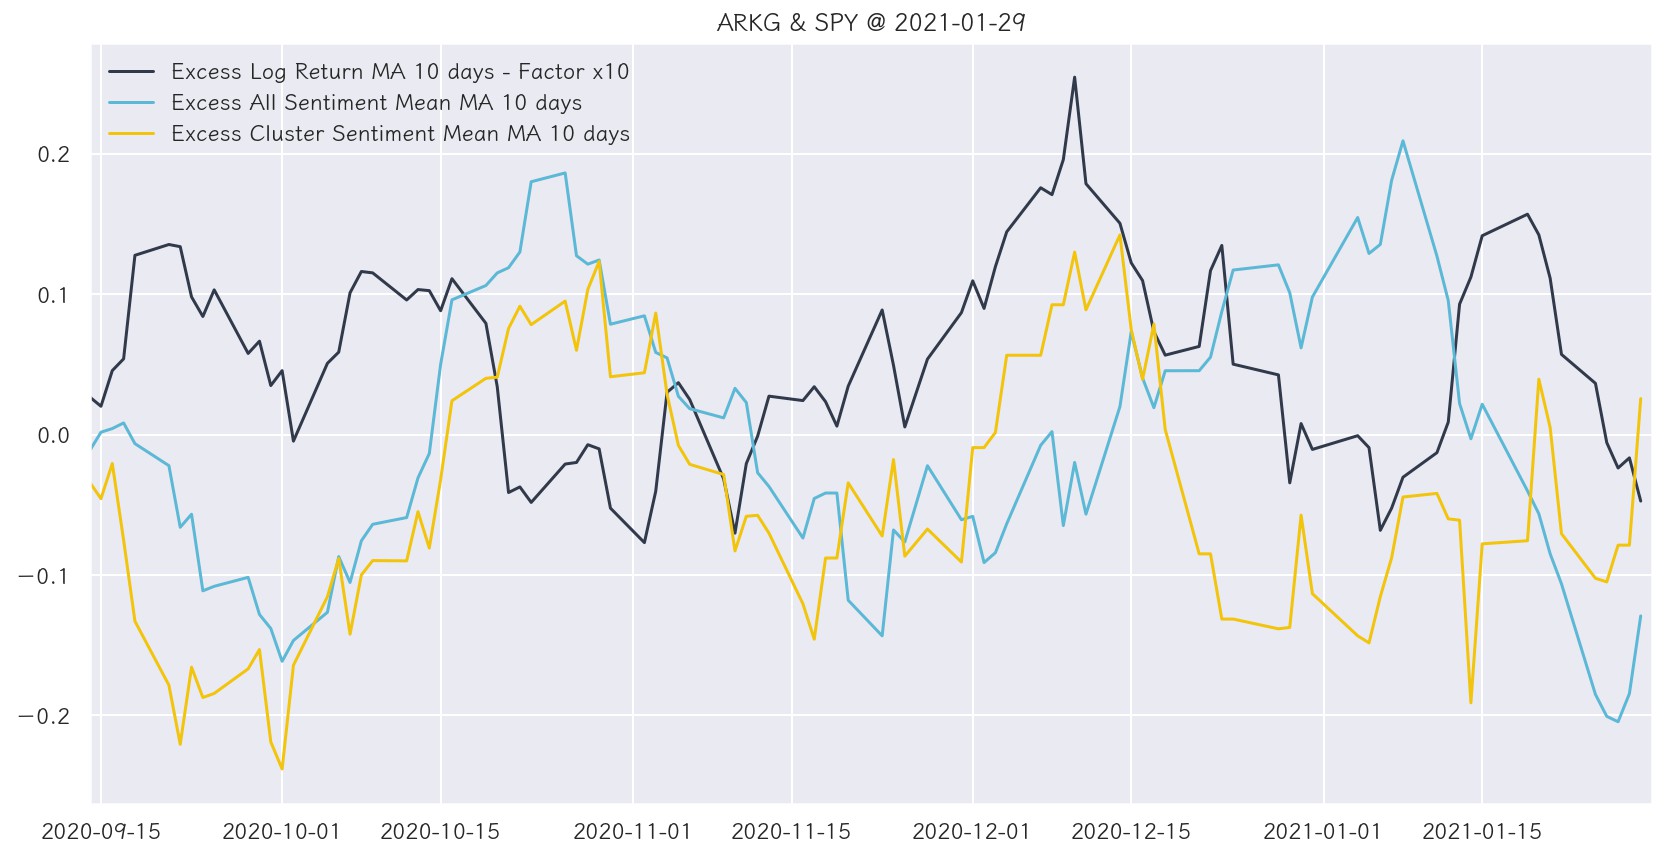 ARKG & SPY @ 2021-01-29
Excess Log Return MA 10 days - Factor x10
Excess All Sentiment Mean MA 10 days
Excess Cluster Sentiment Mean MA 10 days
0.2
0.1
0.0
−0.1
−0.2
2020-09-15 2020-10-01 2020-10-15 2020-11-01 2020-11-15 2020-12-01 2020-12-15 2021-01-01 2021-01-15